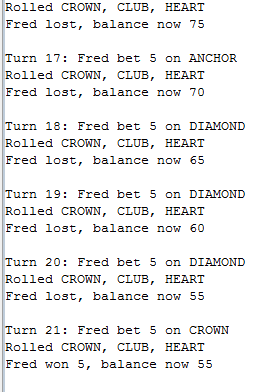 Rolled CROWN, CLUB, HEART
Fred lost, balance now 75
Turn 17: Fred bet 5 on ANCHOR
Rolled CROWN, CLUB, HEART
Fred lost, balance now 70
Turn 18: Fred bet 5 on DIAMOND
Rolled CROWN, CLUB, HEART
Fred lost, balance now 65
Turn 19: Fred bet 5 on DIAMOND
Rolled CROWN, CLUB, HEART
Fred lost, balance now 60
Turn 20: Fred bet 5 on DIAMOND
Rolled CROWN, CLUB, HEART
Fred lost, balance now 55
Turn 21: Fred bet 5 on CROWN
Rolled CROWN, CLUB, HEART
Fred won 5, balance now 55